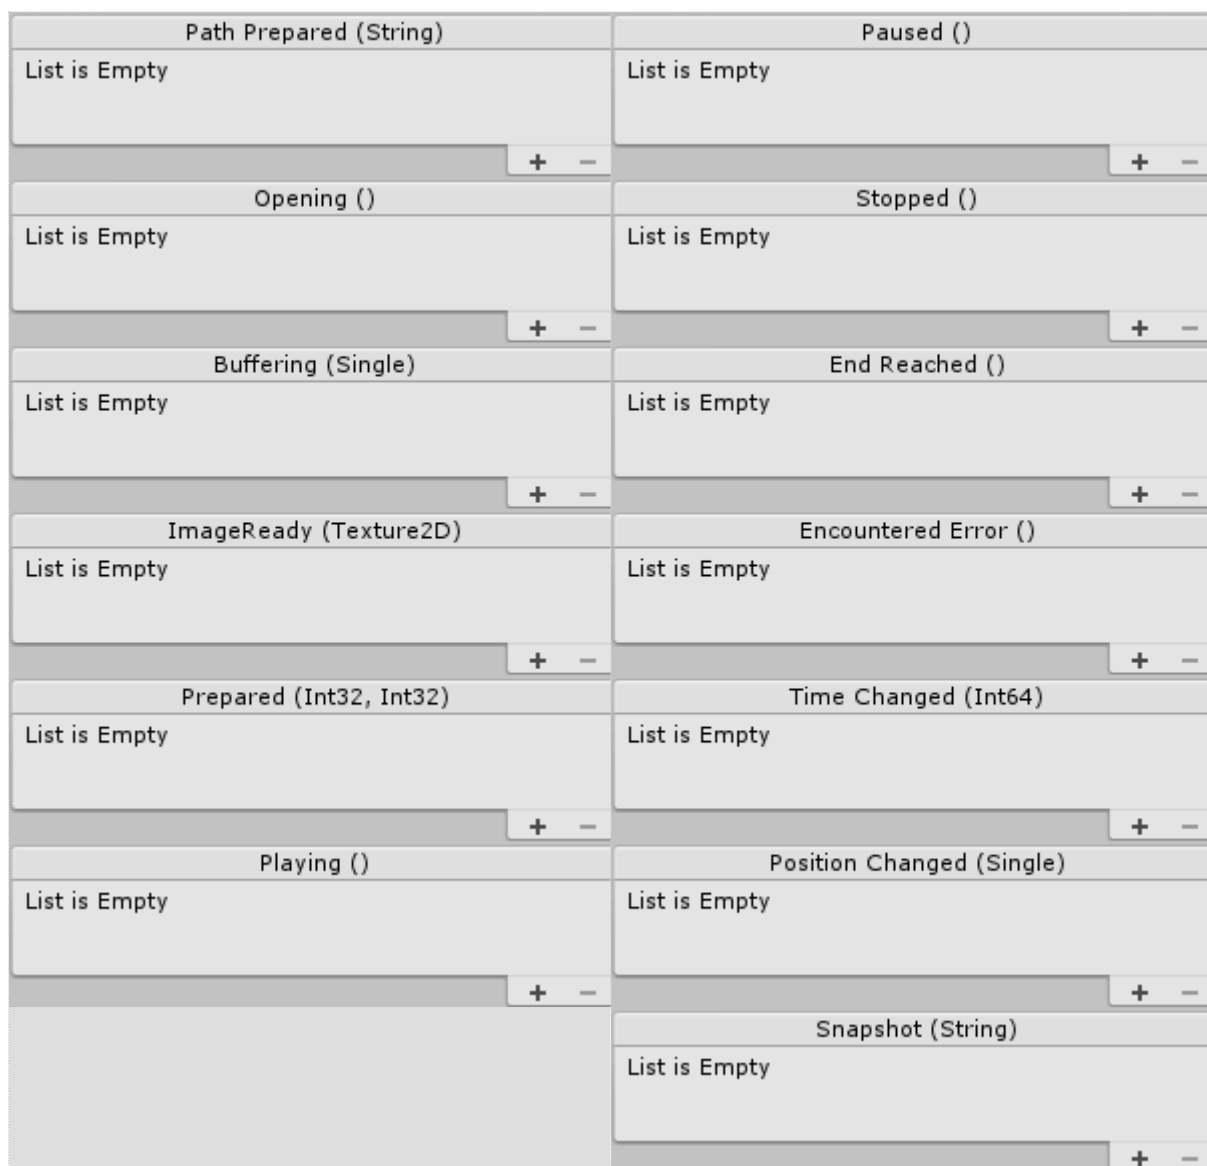 Path Prepared (String)
List is Empty
+ −
Opening ()
List is Empty
+ −
Buffering (Single)
List is Empty
+ −
ImageReady (Texture2D)
List is Empty
+ −
Prepared (Int32, Int32)
List is Empty
+ −
Playing ()
List is Empty
+ −
Paused ()
List is Empty
+ −
Stopped ()
List is Empty
+ −
End Reached ()
List is Empty
+ −
Encountered Error ()
List is Empty
+ −
Time Changed (Int64)
List is Empty
+ −
Position Changed (Single)
List is Empty
+ −
Snapshot (String)
List is Empty
+ −